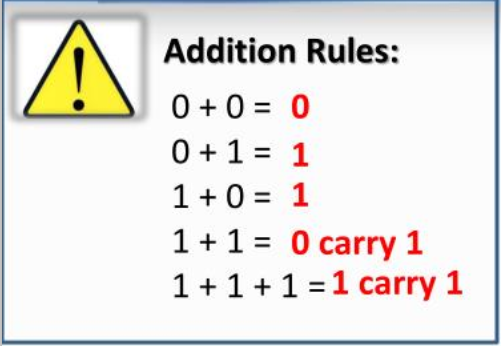 Addition Rules:
0 + 0 = 0
0 + 1 = 1
1 + 0 = 1
1 + 1 = 0 carry 1
1 + 1 + 1 = 1 carry 1